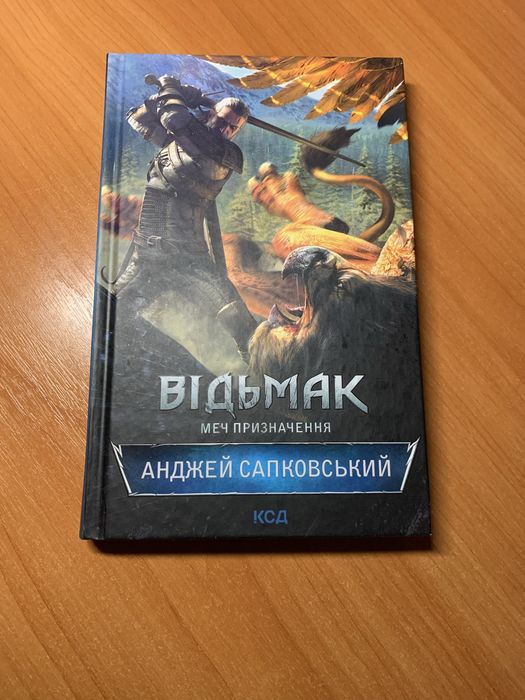 ВІДЬМАК
МЕЧ ПРИЗНАЧЕННЯ
АНДЖЕЙ САПКОВСЬКИЙ
КСД